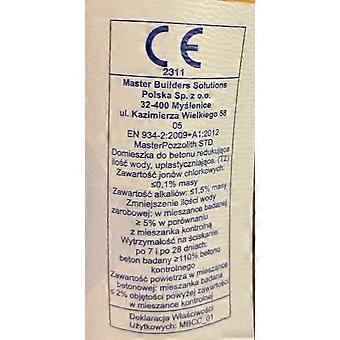 CE
2311
Master Builders Solutions
Polska Sp. z o.o.
32-400 Myślenice
ul. Kazimierza Wielkiego 58
05
EN 934-2:2009+A1:2012
MasterPozzolith STD
Domieszka do betonu redukująca
ilość wody, uplastyczniająca. (T2)
Zawartość jonów chlorkowych:
≤0,1% masy
Zawartość alkaliów: ≤1,5% masy
Zmniejszenie ilości wody
zarobowej: w mieszance badanej
≥ 5% w porównaniu
z mieszanką kontrolną
Wytrzymałość na ściskanie:
po 7 i po 28 dniach:
beton badany ≥110% betonu
kontrolnego
Zawartość powietrza w mieszance
betonowej: mieszanka badana
≤ 2% objętości powyżej zawartości
w mieszance kontrolnej
Deklaracja Właściwości
Użytkowych: MBCC_01